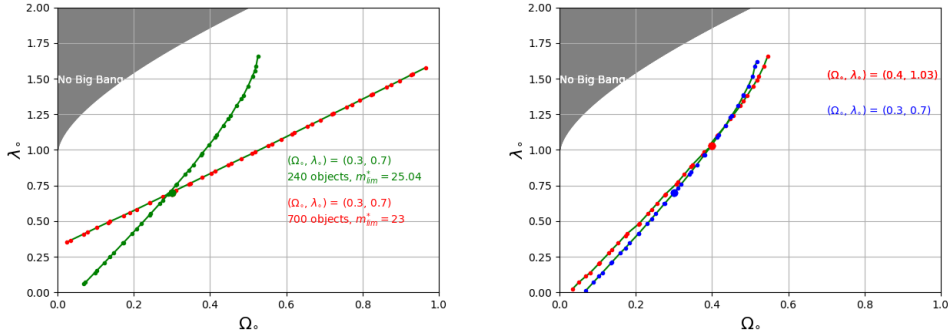 2.00
1.75
1.50
1.25
1.00
0.75
0.50
0.25
0.00
λ∘
No Big Bang
(Ω∘, λ∘) = (0.3, 0.7)
240 objects, m*lim = 25.04
(Ω∘, λ∘) = (0.3, 0.7)
700 objects, m*lim = 23
0.0 0.2 0.4 0.6 0.8 1.0
Ω∘
2.00
1.75
1.50
1.25
1.00
0.75
0.50
0.25
0.00
λ∘
No Big Bang
(Ω∘, λ∘) = (0.4, 1.03)
(Ω∘, λ∘) = (0.3, 0.7)
0.0 0.2 0.4 0.6 0.8 1.0
Ω∘